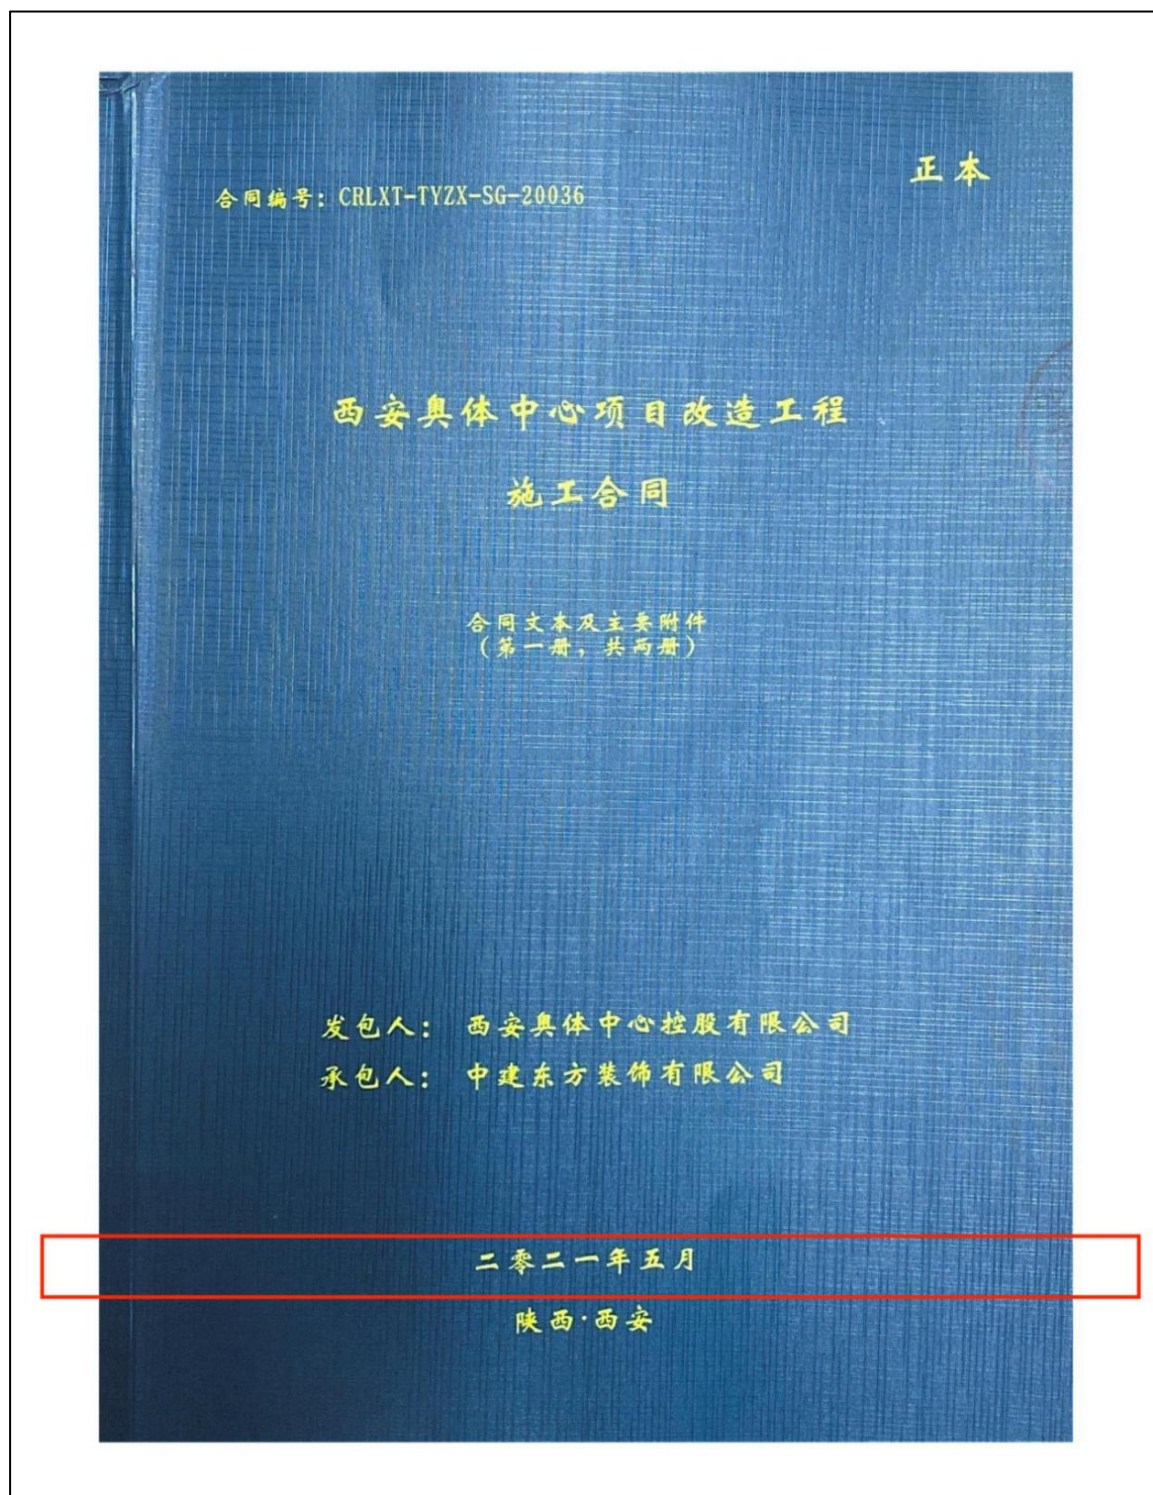 正本
合同编号：CRLXT-TYZX-SG-20036
西安奥体中心项目改造工程
施工合同
合同文本及主要附件
（第一册，共两册）
发包人： 西安奥体中心控股有限公司
承包人： 中建东方装饰有限公司
二零二一年五月
陕西·西安